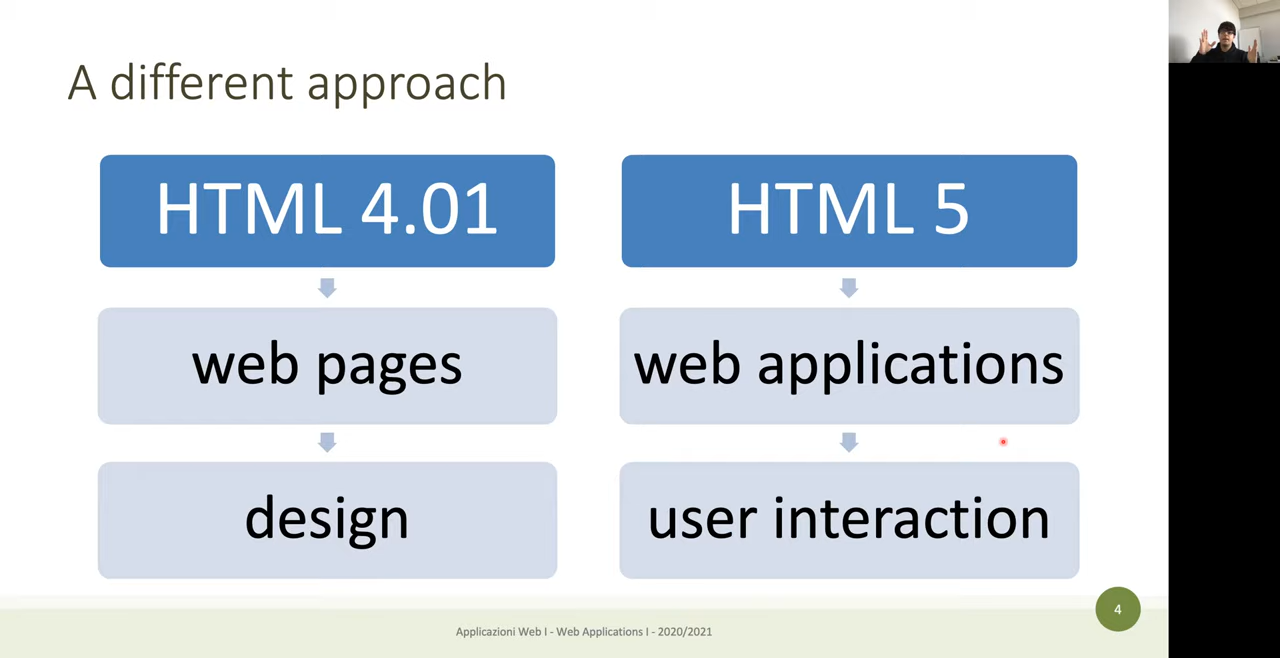 A different approach
HTML 4.01
HTML 5
web pages
web applications
design
user interaction
4
Applicazioni Web I - Web Applications I - 2020/2021